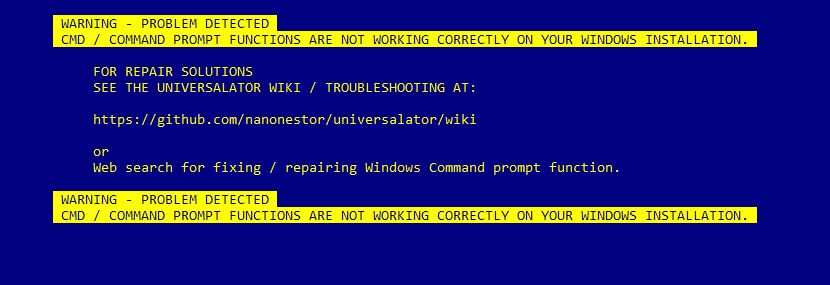 WARNING - PROBLEM DETECTED
CMD / COMMAND PROMPT FUNCTIONS ARE NOT WORKING CORRECTLY ON YOUR WINDOWS INSTALLATION.
FOR REPAIR SOLUTIONS
SEE THE UNIVERSALATOR WIKI / TROUBLESHOOTING AT:
https://github.com/nanonestor/universalator/wiki
or
Web search for fixing / repairing Windows Command prompt function.
WARNING - PROBLEM DETECTED
CMD / COMMAND PROMPT FUNCTIONS ARE NOT WORKING CORRECTLY ON YOUR WINDOWS INSTALLATION.